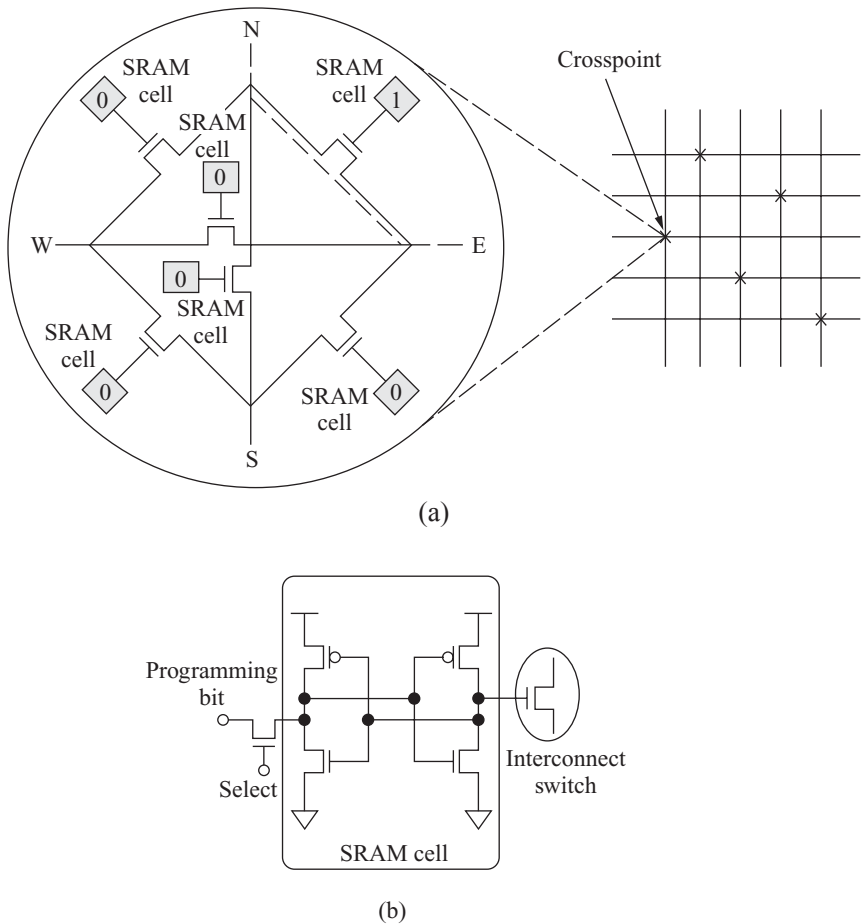 N
SRAM
cell
0
SRAM
cell
1
SRAM
cell
0
W
E
0
SRAM
cell
SRAM
cell
0
SRAM
cell
0
S
Crosspoint
(a)
Programming
bit
Select
SRAM cell
Interconnect
switch
(b)